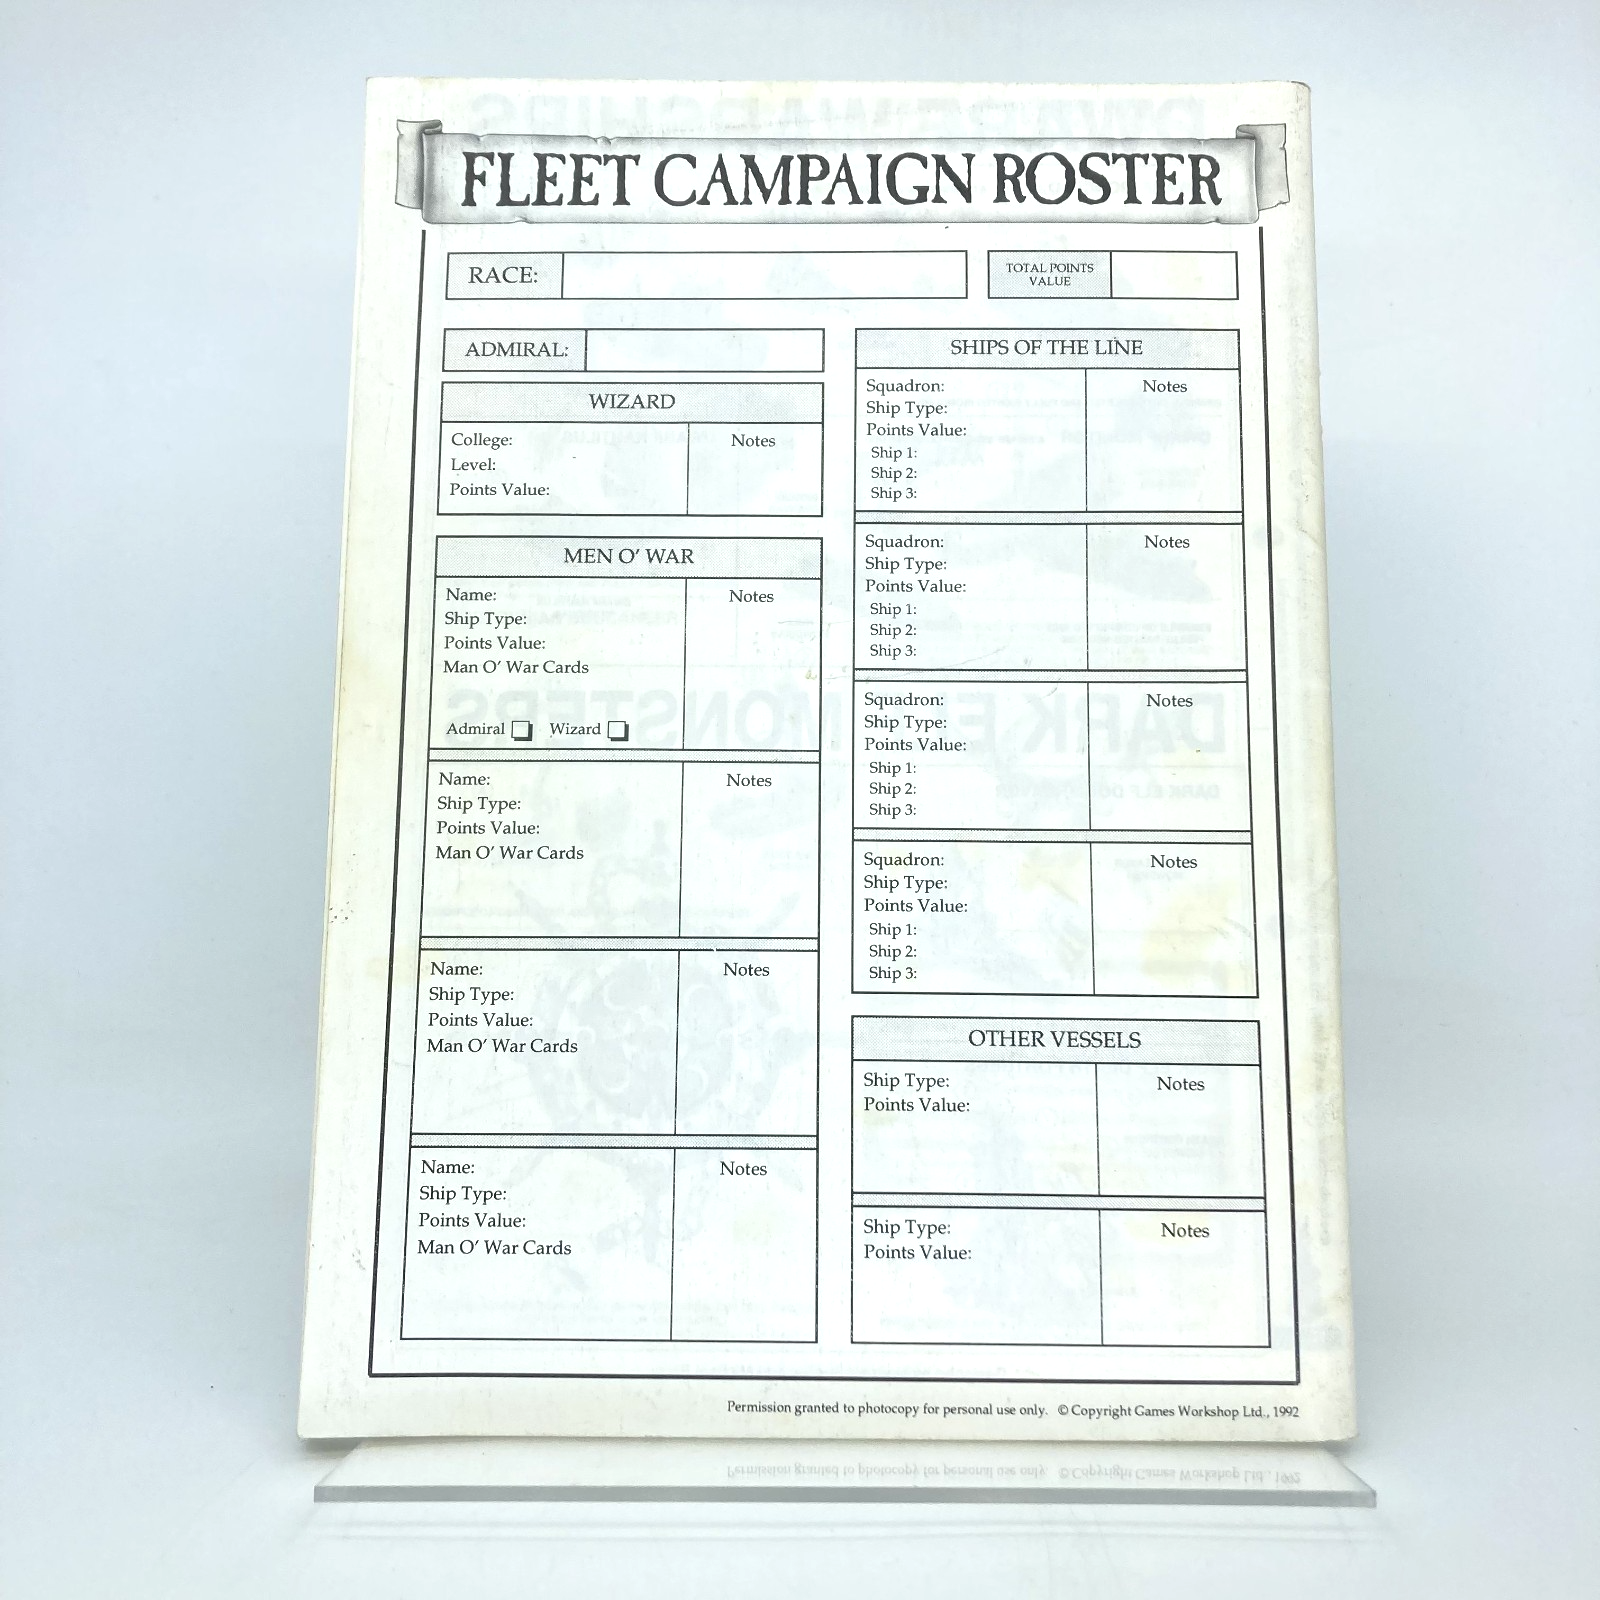 FLEET CAMPAIGN ROSTER
RACE:
TOTAL POINTS
VALUE
ADMIRAL:
WIZARD
College:
Level:
Points Value:
Notes
MEN O' WAR
Name:
Ship Type:
Points Value:
Man O' War Cards
Admiral
Wizard
Notes
Name:
Ship Type:
Points Value:
Man O' War Cards
Notes
Name:
Ship Type:
Points Value:
Man O' War Cards
Notes
Name:
Ship Type:
Points Value:
Man O' War Cards
Notes
SHIPS OF THE LINE
Squadron:
Ship Type:
Points Value:
Ship 1:
Ship 2:
Ship 3:
Notes
Squadron:
Ship Type:
Points Value:
Ship 1:
Ship 2:
Ship 3:
Notes
Squadron:
Ship Type:
Points Value:
Ship 1:
Ship 2:
Ship 3:
Notes
Squadron:
Ship Type:
Points Value:
Ship 1:
Ship 2:
Ship 3:
Notes
OTHER VESSELS
Ship Type:
Points Value:
Notes
Ship Type:
Points Value:
Notes
Permission granted to photocopy for personal use only. © Copyright Games Workshop Ltd., 1992